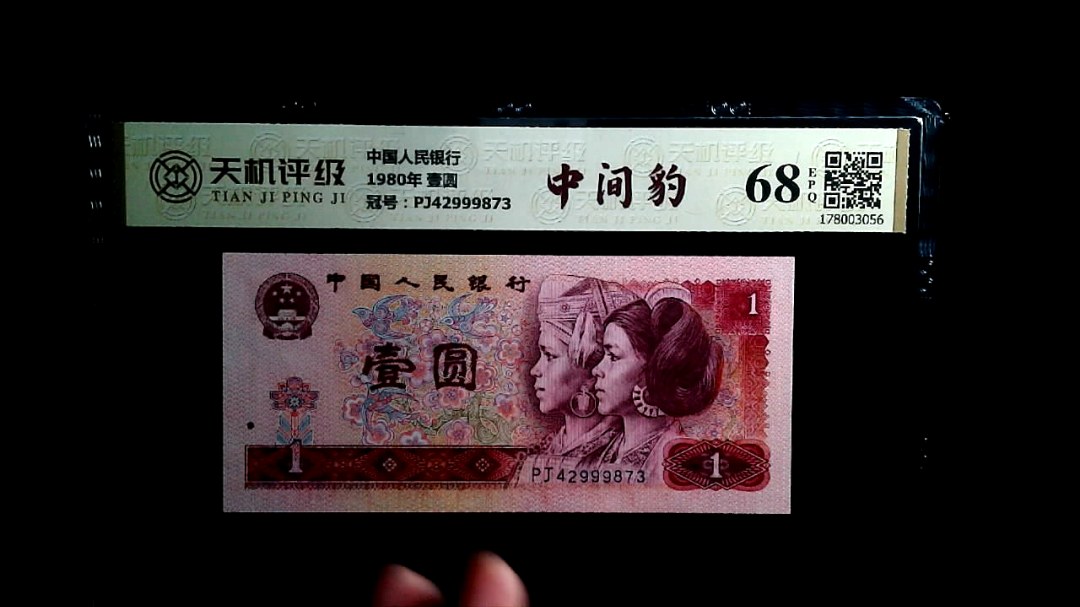 天机评级
TIAN JI PING JI
中国人民银行
1980年 壹圆
冠号：PJ42999873
中间豹
68
EPQ
178003056
中国人民银行
1
壹圆
1
PJ42999873
1